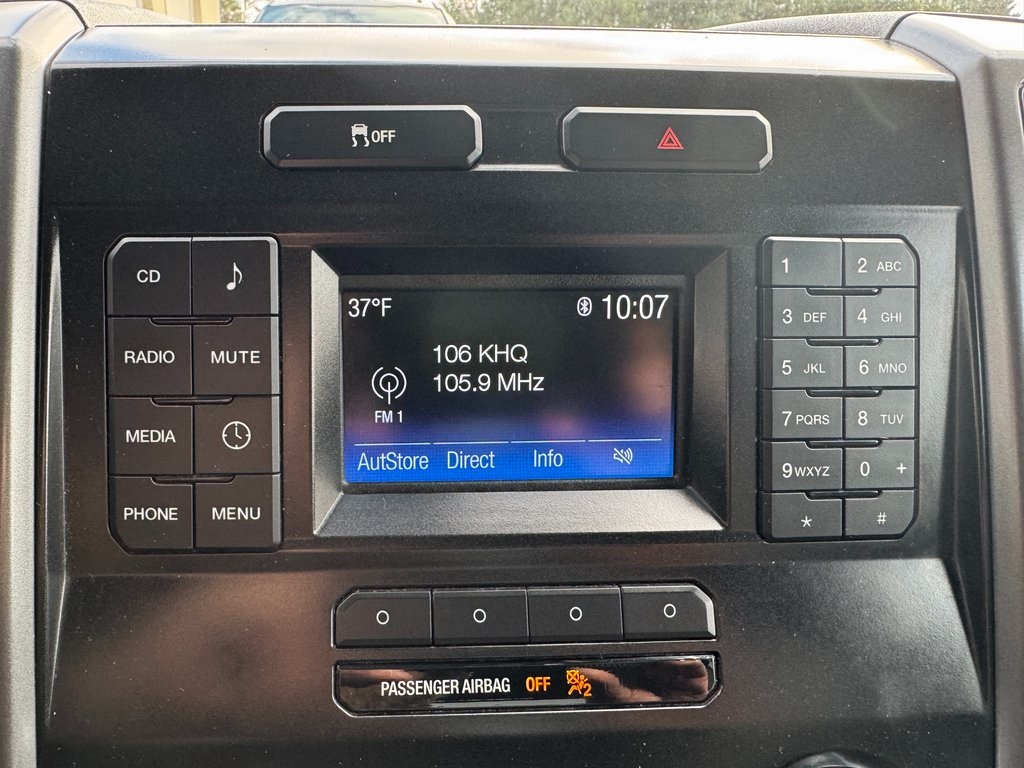 OFF
CD
RADIO MUTE
MEDIA
PHONE MENU
37°F 10:07
106 KHQ
105.9 MHz
FM 1
AutStore Direct Info
1 2 ABC
3 DEF 4 GHI
5 JKL 6 MNO
7 PQRS 8 TUV
9 WXYZ 0 +
* #
PASSENGER AIRBAG OFF 2